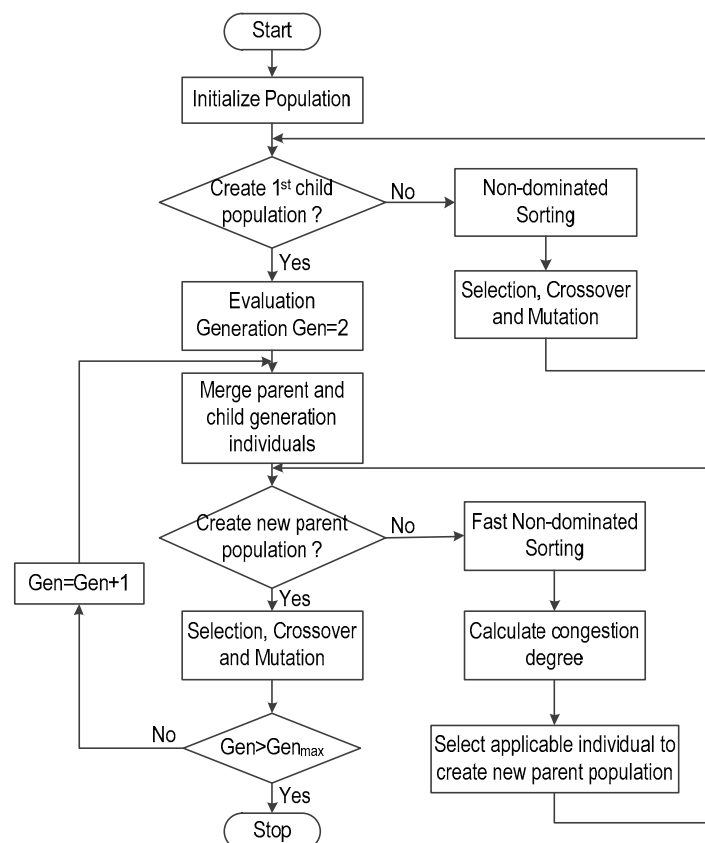 Start
Initialize Population
Create 1st child
population ?
No
Non-dominated
Sorting
Yes
Selection, Crossover
and Mutation
Evaluation
Generation Gen=2
Merge parent and
child generation
individuals
Create new parent
population ?
No
Fast Non-dominated
Sorting
Gen=Gen+1
Yes
Selection, Crossover
and Mutation
Calculate congestion
degree
No
Gen>Genmax
Select applicable individual to
create new parent population
Yes
Stop